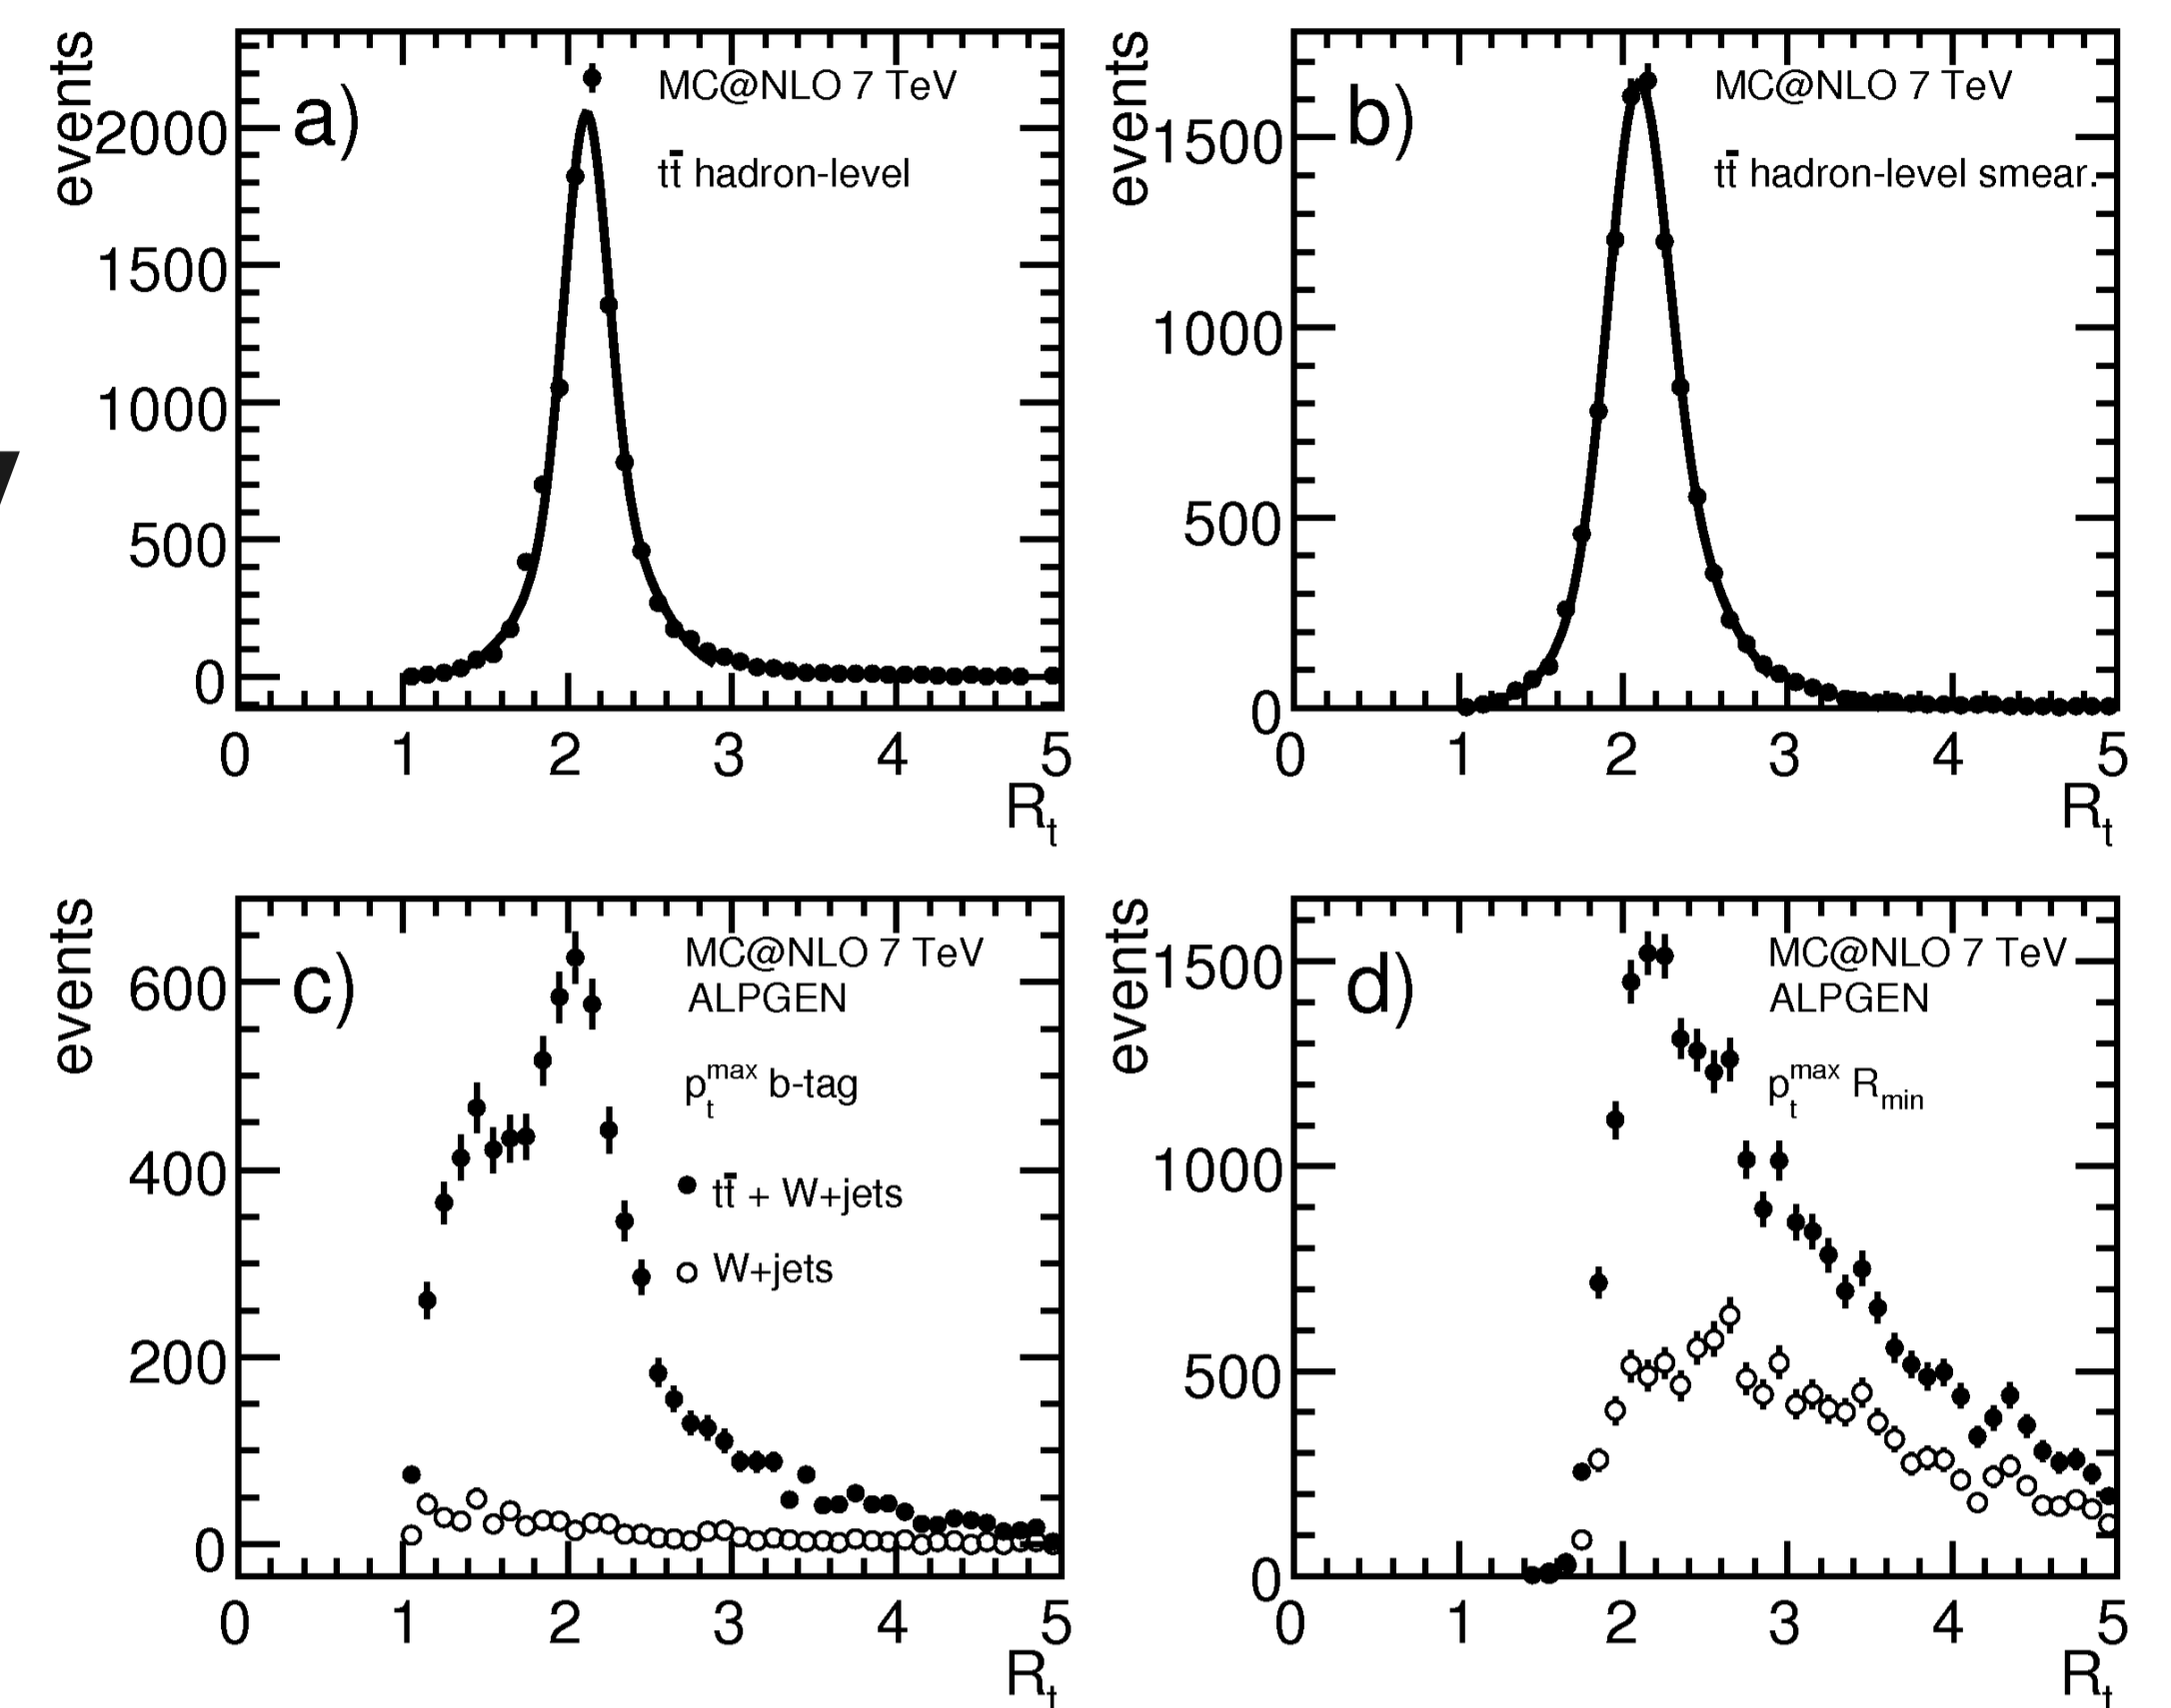 events
a)
MC@NLO 7 TeV
tt̄ hadron-level
2000
1500
1000
500
0
0 1 2 3 4 5
R_t
events
b)
MC@NLO 7 TeV
tt̄ hadron-level smear.
1500
1000
500
0
0 1 2 3 4 5
R_t
events
c)
MC@NLO 7 TeV
ALPGEN
p_t^max b-tag
tt̄ + W+jets
W+jets
600
400
200
0
0 1 2 3 4 5
R_t
events
d)
MC@NLO 7 TeV
ALPGEN
p_t^max R_min
1500
1000
500
0
0 1 2 3 4 5
R_t